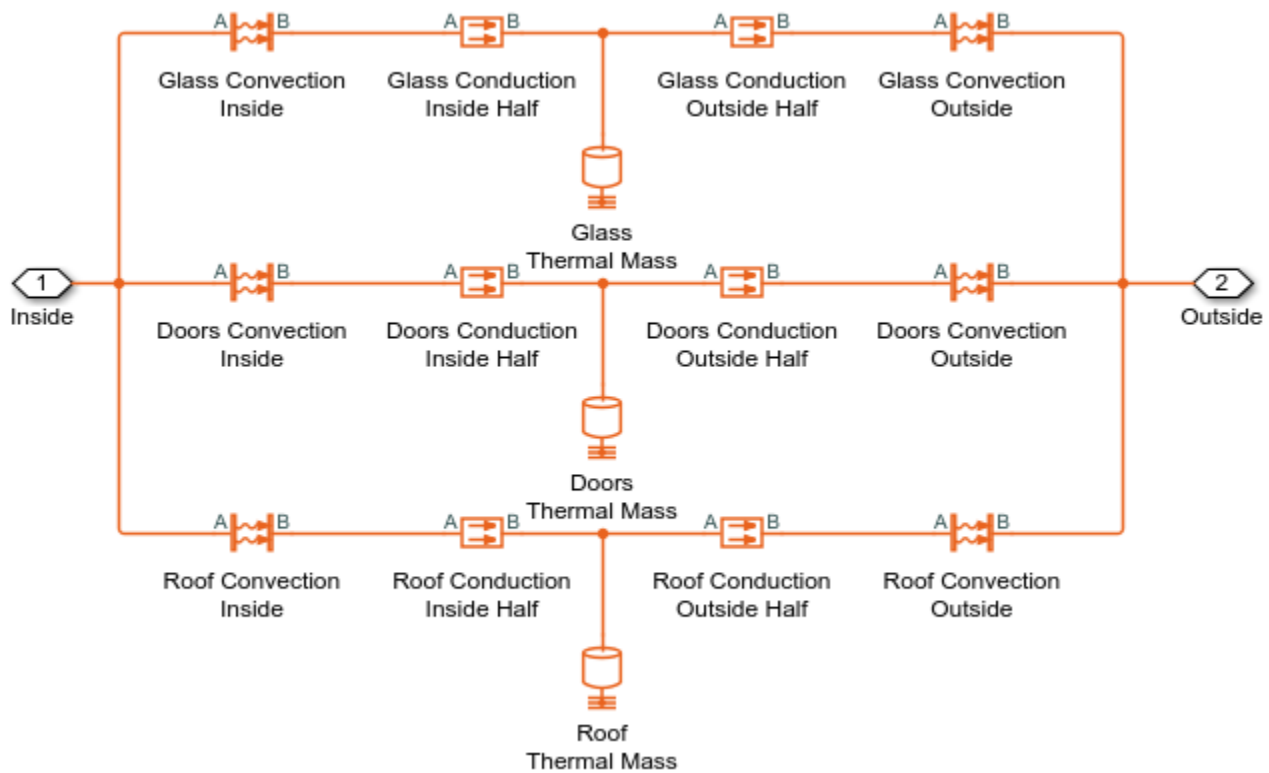 A B A B A B A B
Glass Convection Glass Conduction Glass Conduction Glass Convection
Inside Inside Half Outside Half Outside
Glass
Thermal Mass
A B A B A B A B
1 2
Inside Outside
Doors Convection Doors Conduction Doors Conduction Doors Convection
Inside Inside Half Outside Half Outside
Doors
Thermal Mass
A B A B A B A B
Roof Convection Roof Conduction Roof Conduction Roof Convection
Inside Inside Half Outside Half Outside
Roof
Thermal Mass